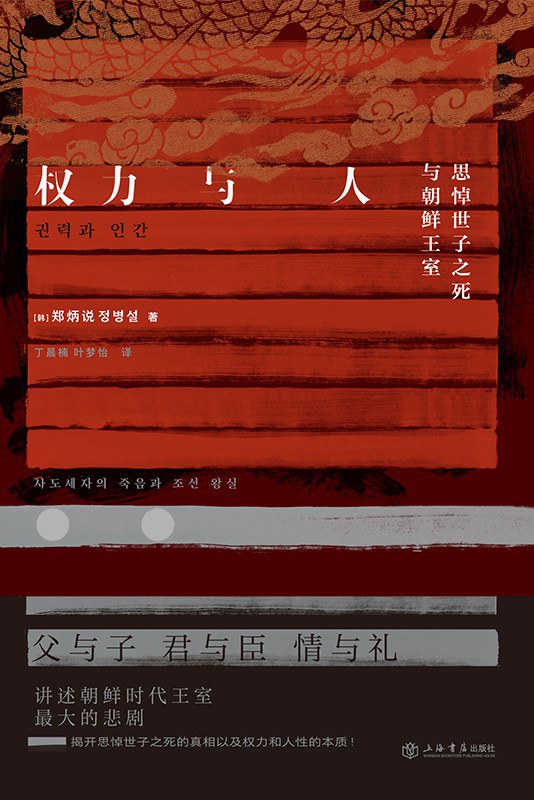 权力与人
思悼世子之死
与朝鲜王室
권력과 인간
[韩] 郑炳说 정병설 著
丁晨楠 叶梦怡 译
사도세자의 죽음과 조선 왕실
父与子 君与臣 情与礼
讲述朝鲜时代王室
最大的悲剧
揭开思悼世子之死的真相以及权力和人性的本质！
上海书店出版社
SHANGHAI BOOKSTORE PUBLISHING HOUSE